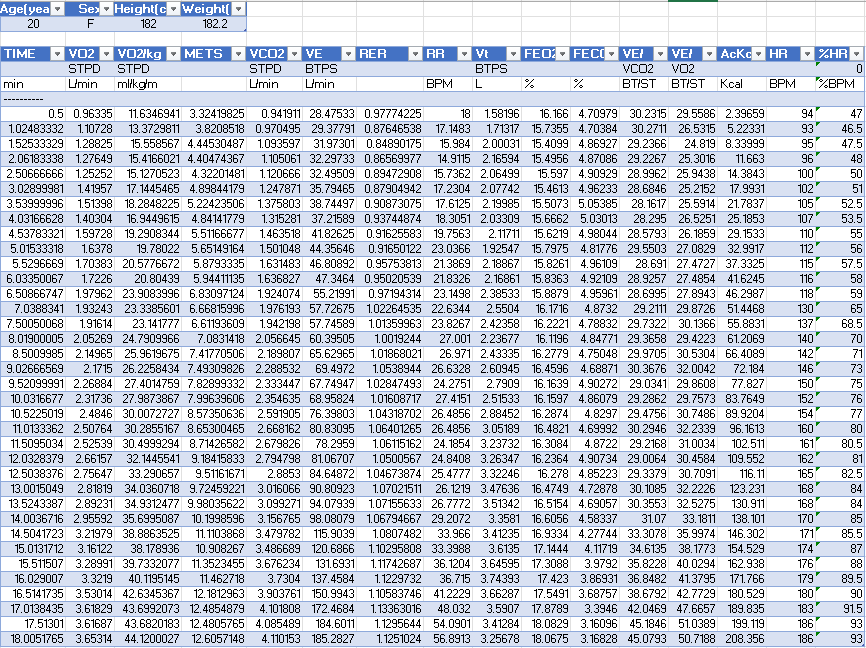 Age(yea Sex Height(c Weight(
20 F 182 182.2
TIME VO2 VO2/kg METS VCO2 VE RER RR Vt FEO2 FECO VE/ VE/ AcKc HR %HR
STPD STPD STPD BTPS BTPS VCO2 VO2 0
min L/min ml/kg/m L/min L/min BPM L % % BT/ST BT/ST Kcal BPM %BPM
----------
0.5 0.96335 11.6346941 3.32419825 0.941911 28.47533 0.97774225 18 1.58196 16.166 4.70979 30.2315 29.5586 2.39659 94 47
1.02483332 1.10728 13.3729811 3.8208518 0.970495 29.37791 0.87646538 17.1483 1.71317 15.7355 4.70384 30.2711 26.5315 5.22331 93 46.5
1.52533329 1.28825 15.558567 4.44530487 1.093597 31.97301 0.84890175 15.984 2.00031 15.4099 4.86927 29.2366 24.819 8.33999 95 47.5
2.06183338 1.27649 15.4166021 4.40474367 1.105061 32.29733 0.86569977 14.9115 2.16594 15.4956 4.87086 29.2267 25.3016 11.663 96 48
2.50666666 1.25252 15.1270523 4.32201481 1.120666 32.49509 0.89472908 15.7362 2.06499 15.597 4.90929 28.9962 25.9438 14.3843 100 50
3.02899981 1.41957 17.1445465 4.89844179 1.247871 35.79465 0.87904942 17.2304 2.07742 15.4613 4.96233 28.6846 25.2152 17.9931 102 51
3.53999996 1.51398 18.2848225 5.22423506 1.375803 38.74497 0.90873075 17.6125 2.19985 15.5073 5.05385 28.1617 25.5914 21.7837 105 52.5
4.03166628 1.40304 16.9449615 4.84141779 1.315281 37.21589 0.93744874 18.3051 2.03309 15.6662 5.03013 28.295 26.5251 25.1853 107 53.5
4.53783321 1.59728 19.2908344 5.51166677 1.463518 41.82625 0.91625583 19.7563 2.11711 15.6219 4.98044 28.5793 26.1859 29.1533 110 55
5.01533318 1.6378 19.78022 5.65149164 1.501048 44.35646 0.91650122 23.0366 1.92547 15.7975 4.81776 29.5503 27.0829 32.9917 112 56
5.5296669 1.70383 20.5776672 5.8793335 1.631483 46.80892 0.95753813 21.3869 2.18867 15.8261 4.96109 28.691 27.4727 37.3325 115 57.5
6.03350067 1.7226 20.80439 5.94411135 1.636827 47.3464 0.95020539 21.8326 2.16861 15.8363 4.92109 28.9257 27.4854 41.6245 116 58
6.50866747 1.97962 23.9083996 6.83097124 1.924074 55.21991 0.97194314 23.1498 2.38533 15.8879 4.95961 28.6995 27.8943 46.2987 118 59
7.0388341 1.93243 23.3385601 6.66815996 1.976193 57.72675 1.02264535 22.6344 2.5504 16.1716 4.8732 29.2111 29.8726 51.4468 130 65
7.50050068 1.91614 23.141777 6.61193609 1.942198 57.74589 1.01359963 23.8267 2.42358 16.2221 4.78832 29.7322 30.1366 55.8831 137 68.5
8.01900005 2.05269 24.7909966 7.0831418 2.056645 60.39505 1.0019244 27.001 2.23677 16.1196 4.84771 29.3658 29.4223 61.2069 140 70
8.5009985 2.14965 25.9619675 7.41770506 2.189807 65.62965 1.01868021 26.971 2.43335 16.2779 4.75048 29.9705 30.5304 66.4089 142 71
9.02666569 2.1715 26.2258434 7.49309826 2.288532 69.4972 1.0538944 26.6328 2.60945 16.4596 4.68871 30.3676 32.0042 72.184 146 73
9.52099991 2.26884 27.4014759 7.82899332 2.333447 67.74947 1.02847493 24.2751 2.7909 16.1639 4.90272 29.0341 29.8608 77.827 150 75
10.0316677 2.31736 27.9873867 7.99639606 2.354635 68.95824 1.01608717 27.4151 2.51533 16.1597 4.86079 29.2862 29.7573 83.7649 152 76
10.5225019 2.4846 30.0072727 8.57350636 2.591905 76.39803 1.04318702 26.4856 2.88452 16.2874 4.8297 29.4756 30.7486 89.9204 154 77
11.0133362 2.50764 30.2855167 8.65300465 2.668162 80.83095 1.06401265 26.4856 3.05189 16.4821 4.69992 30.2946 32.2339 96.1613 160 80
11.5095034 2.52539 30.4999294 8.71426582 2.679826 78.2959 1.06115162 24.1854 3.23732 16.3084 4.8722 29.2168 31.0034 102.511 161 80.5
12.0328379 2.66157 32.1445541 9.18415833 2.794798 81.06707 1.0500567 24.8408 3.26347 16.2364 4.90734 29.0064 30.4584 109.552 162 81
12.5038376 2.75647 33.290657 9.51161671 2.8853 84.64872 1.04673874 25.4777 3.32246 16.278 4.85223 29.3379 30.7091 116.11 165 82.5
13.0015049 2.81819 34.0360718 9.72459221 3.016066 90.80923 1.07021511 26.1219 3.47636 16.4749 4.72878 30.1085 32.2226 123.231 168 84
13.5243387 2.89231 34.9312477 9.98035622 3.099271 94.07939 1.07155633 26.7772 3.51342 16.5154 4.69057 30.3553 32.5275 130.911 168 84
14.0036716 2.95592 35.6995087 10.1998596 3.156765 98.08079 1.06794667 29.2072 3.3581 16.6056 4.58337 31.07 33.1811 138.101 170 85
14.5041723 3.21979 38.8863525 11.1103868 3.479782 115.9039 1.0807482 33.966 3.41235 16.9334 4.27744 33.3078 35.9974 146.302 171 85.5
15.0131712 3.16122 38.178936 10.908267 3.486689 120.6866 1.10295808 33.3988 3.6135 17.1444 4.11719 34.6135 38.1773 154.529 174 87
15.511507 3.28991 39.7332077 11.3523455 3.676234 131.6931 1.11742687 36.1204 3.64595 17.3088 3.9792 35.8228 40.0294 162.938 176 88
16.029007 3.3219 40.1195145 11.462718 3.7304 137.4584 1.1229732 36.715 3.74393 17.423 3.86931 36.8482 41.3795 171.766 179 89.5
16.5141735 3.53014 42.6345367 12.1812963 3.903761 150.9943 1.10583746 41.2229 3.66287 17.5491 3.68757 38.6792 42.7729 180.529 180 90
17.0138435 3.61829 43.6992073 12.4854879 4.101808 172.4684 1.13363016 48.032 3.5907 17.8789 3.3946 42.0469 47.6657 189.835 183 91.5
17.51301 3.61687 43.6820183 12.4805765 4.085489 184.6011 1.1295644 54.0901 3.41284 18.0829 3.16096 45.1846 51.0389 199.119 186 93
18.0051765 3.65314 44.1200027 12.6057148 4.110153 185.2827 1.1251024 56.8913 3.25678 18.0675 3.16828 45.0793 50.7188 208.356 186 93